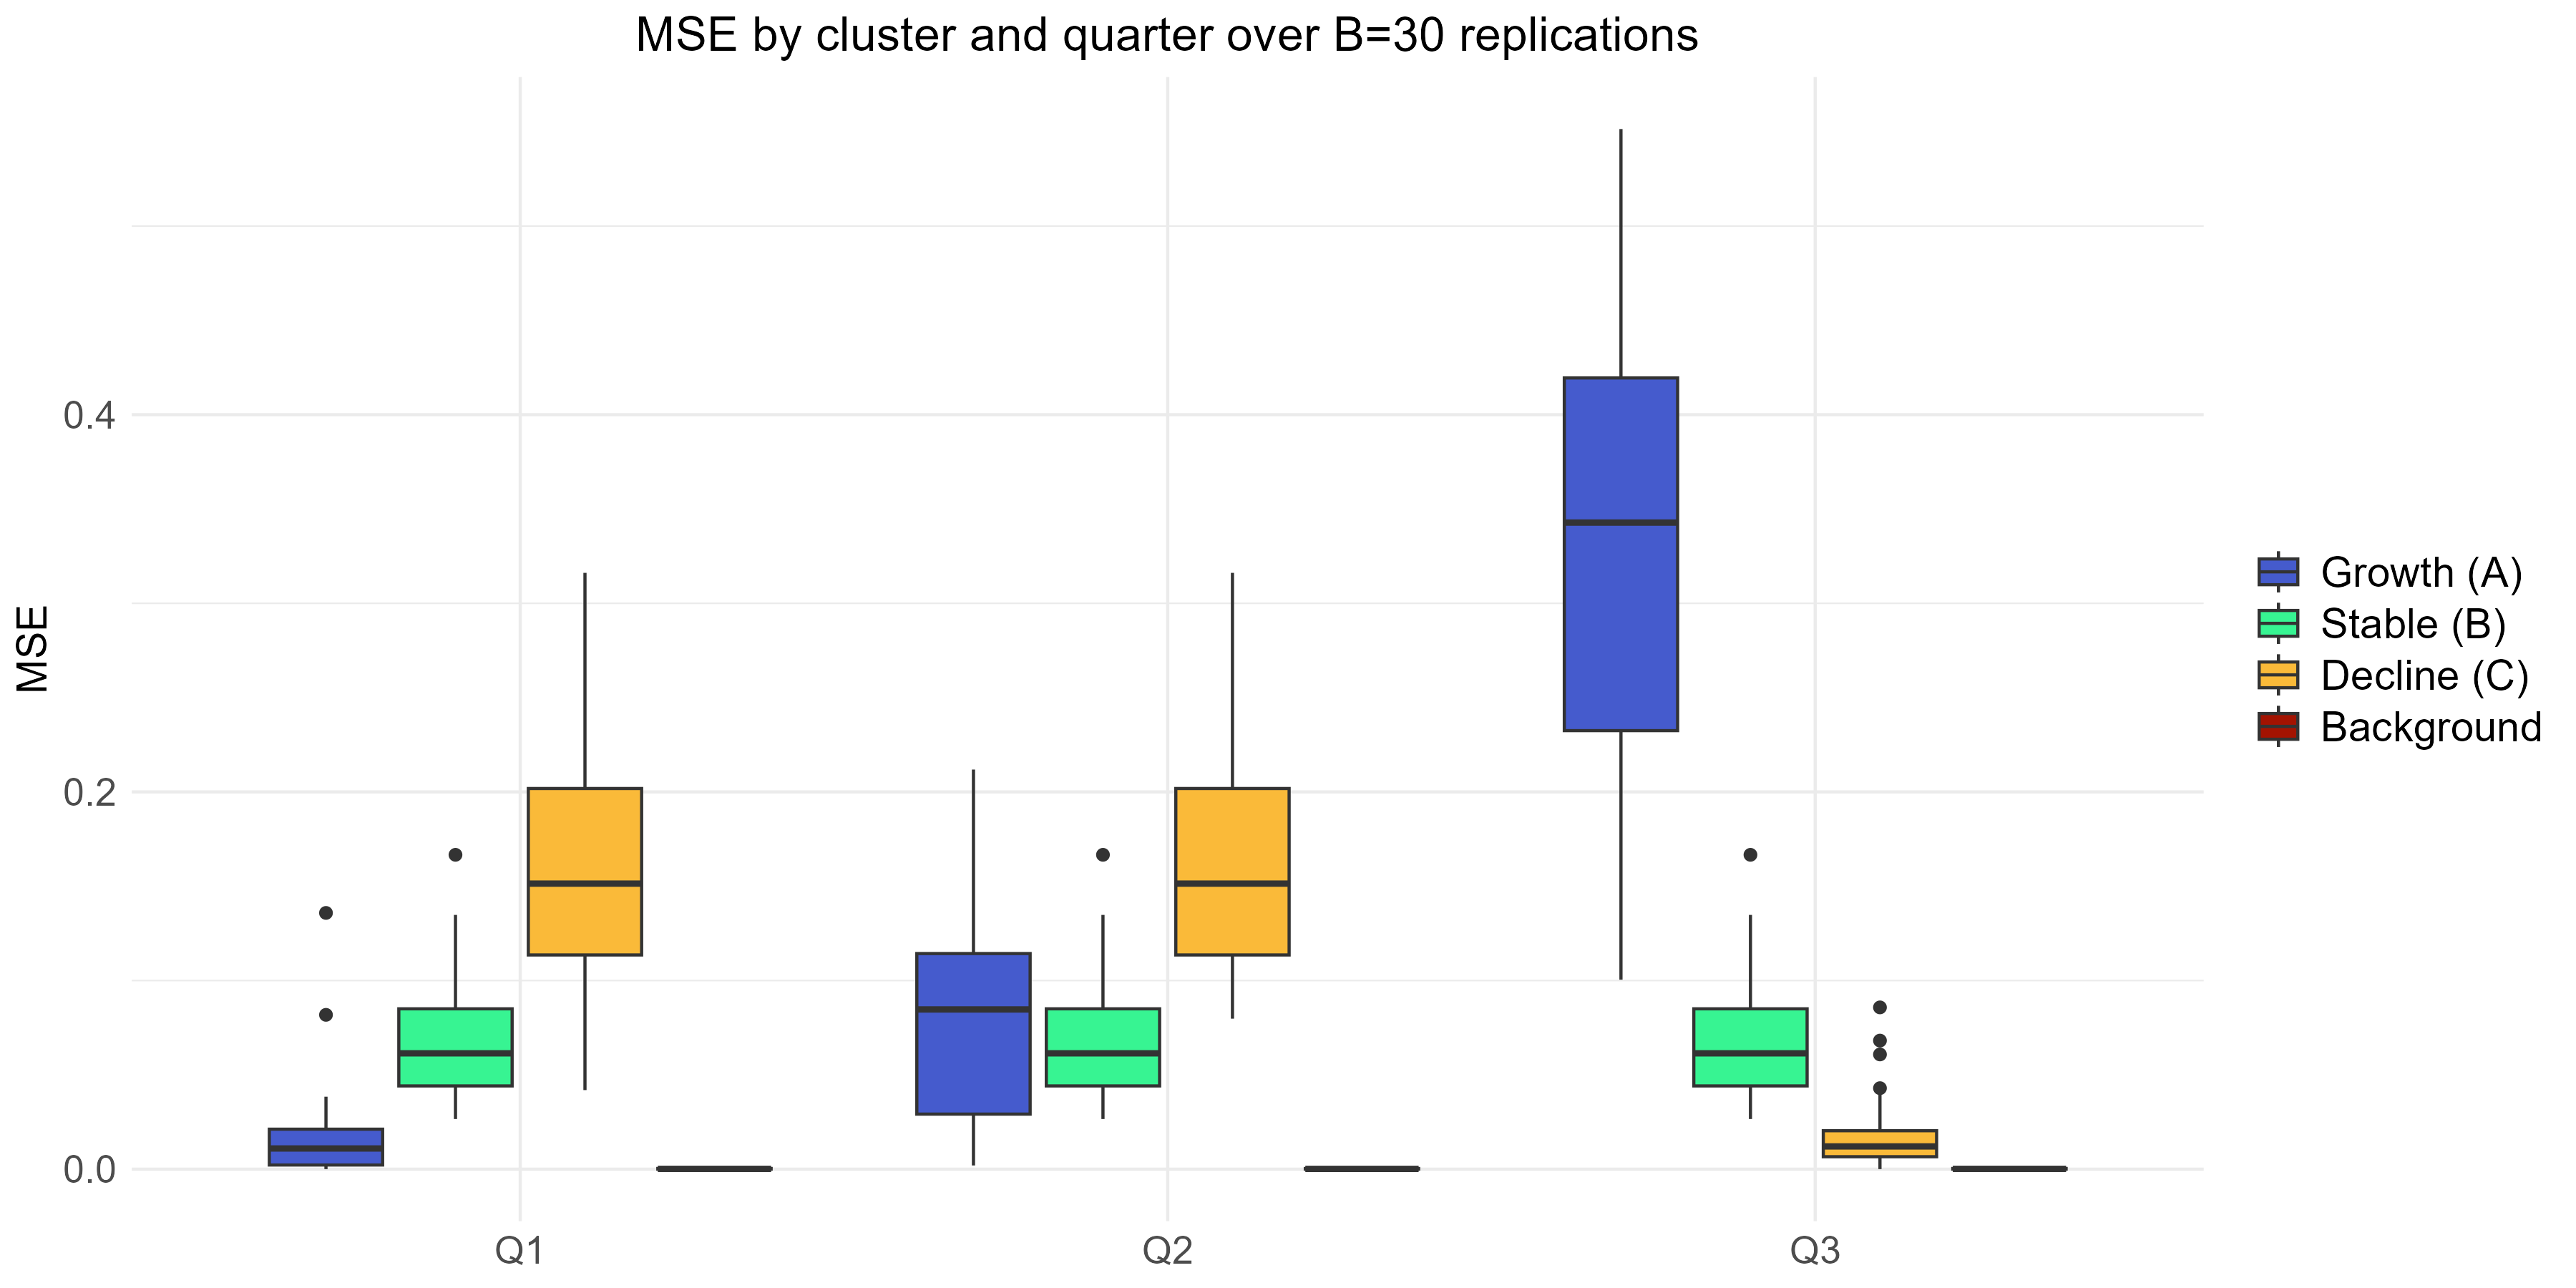 MSE by cluster and quarter over B=30 replications
MSE
0.4
0.2
0.0
Q1
Q2
Q3
Growth (A)
Stable (B)
Decline (C)
Background